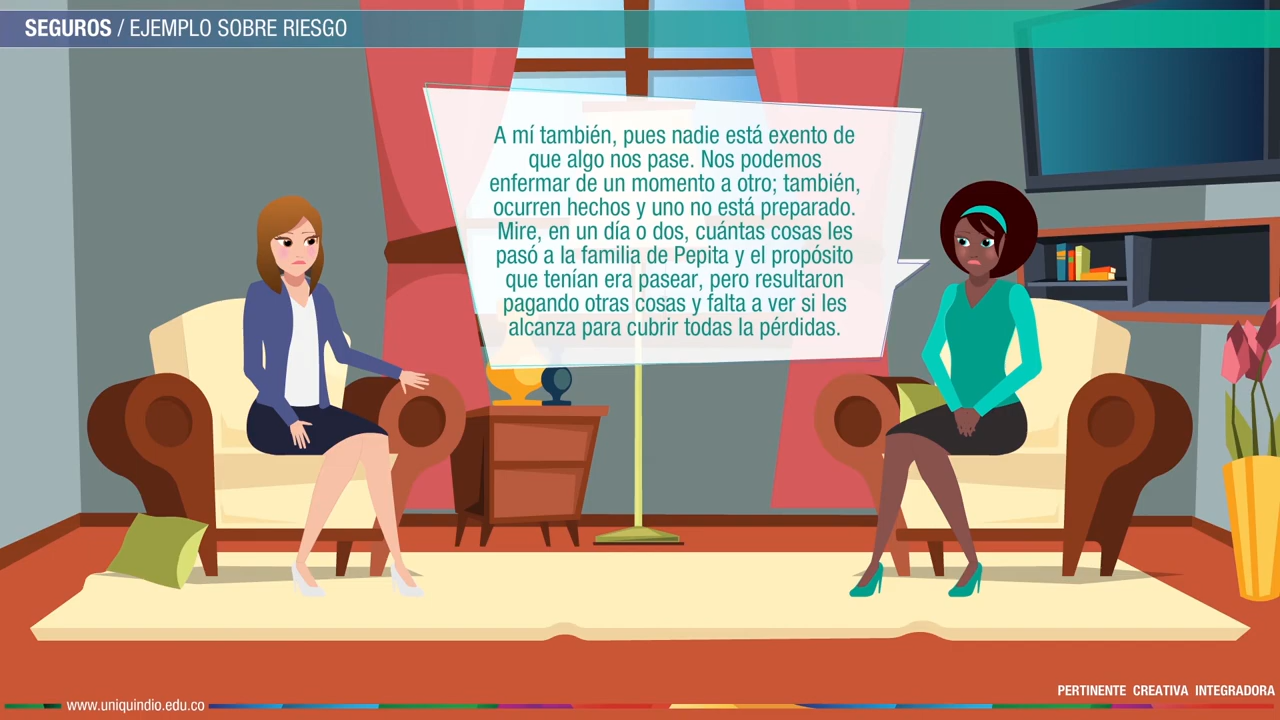 SEGUROS / EJEMPLO SOBRE RIESGO
A mí también, pues nadie está exento de
que algo nos pase. Nos podemos
enfermar de un momento a otro; también,
ocurren hechos y uno no está preparado.
Mire, en un día o dos, cuántas cosas les
pasó a la familia de Pepita y el propósito
que tenían era pasear, pero resultaron
pagando otras cosas y falta a ver si les
alcanza para cubrir todas la pérdidas.
PERTINENTE CREATIVA INTEGRADORA
www.uniquindio.edu.co